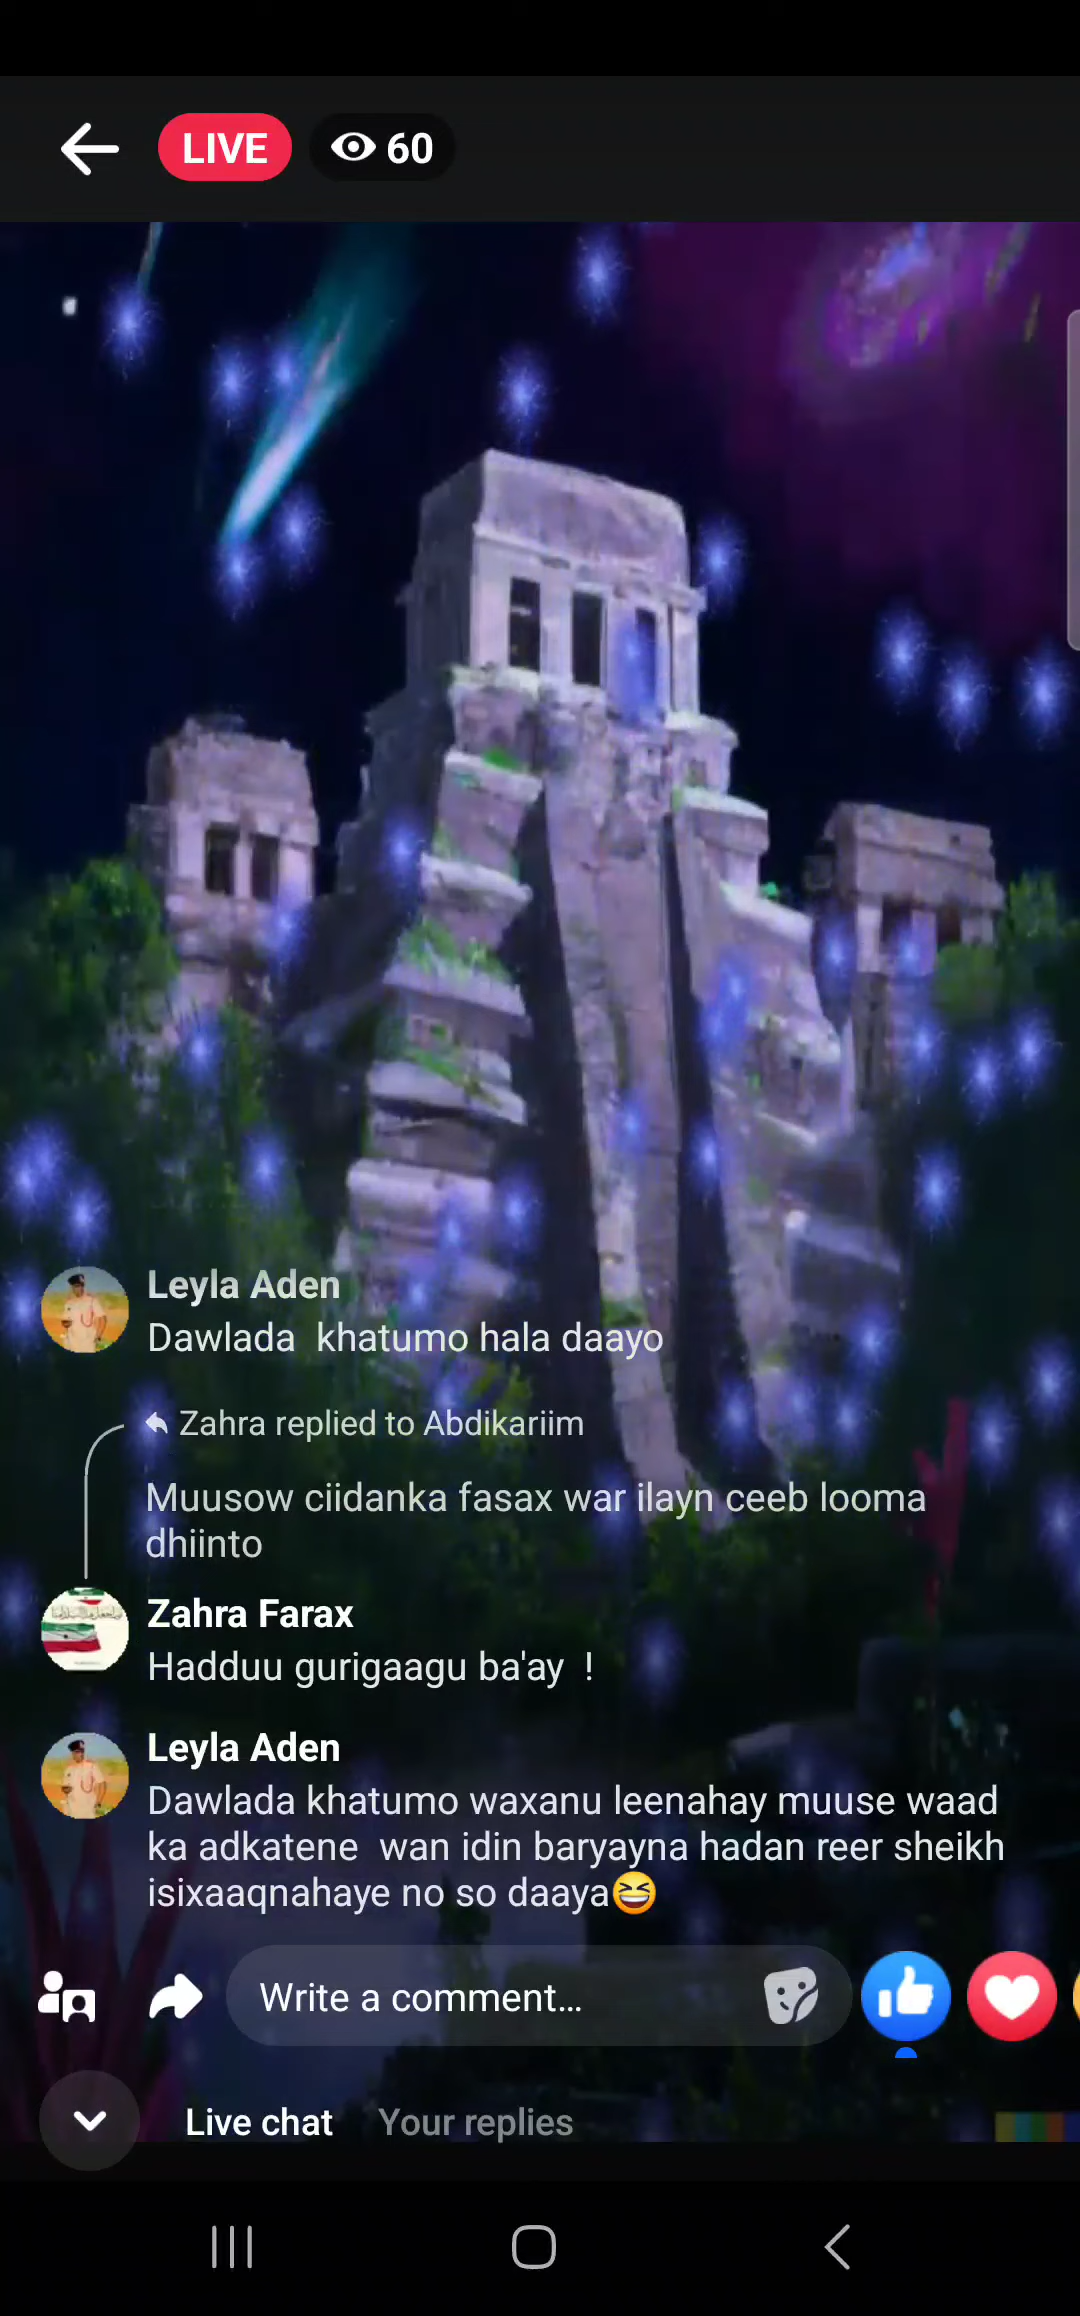 LIVE
60
Leyla Aden
Dawlada khatumo hala daayo
Zahra replied to Abdikariim
Muusow ciidanka fasax war ilayn ceeb looma
dhiinto
Zahra Farax
Hadduu gurigaagu ba'ay !
Leyla Aden
Dawlada khatumo waxanu leenahay muuse waad
ka adkatene wan idin baryayna hadan reer sheikh
isixaaqnahaye no so daaya😆
Write a comment...
Live chat Your replies